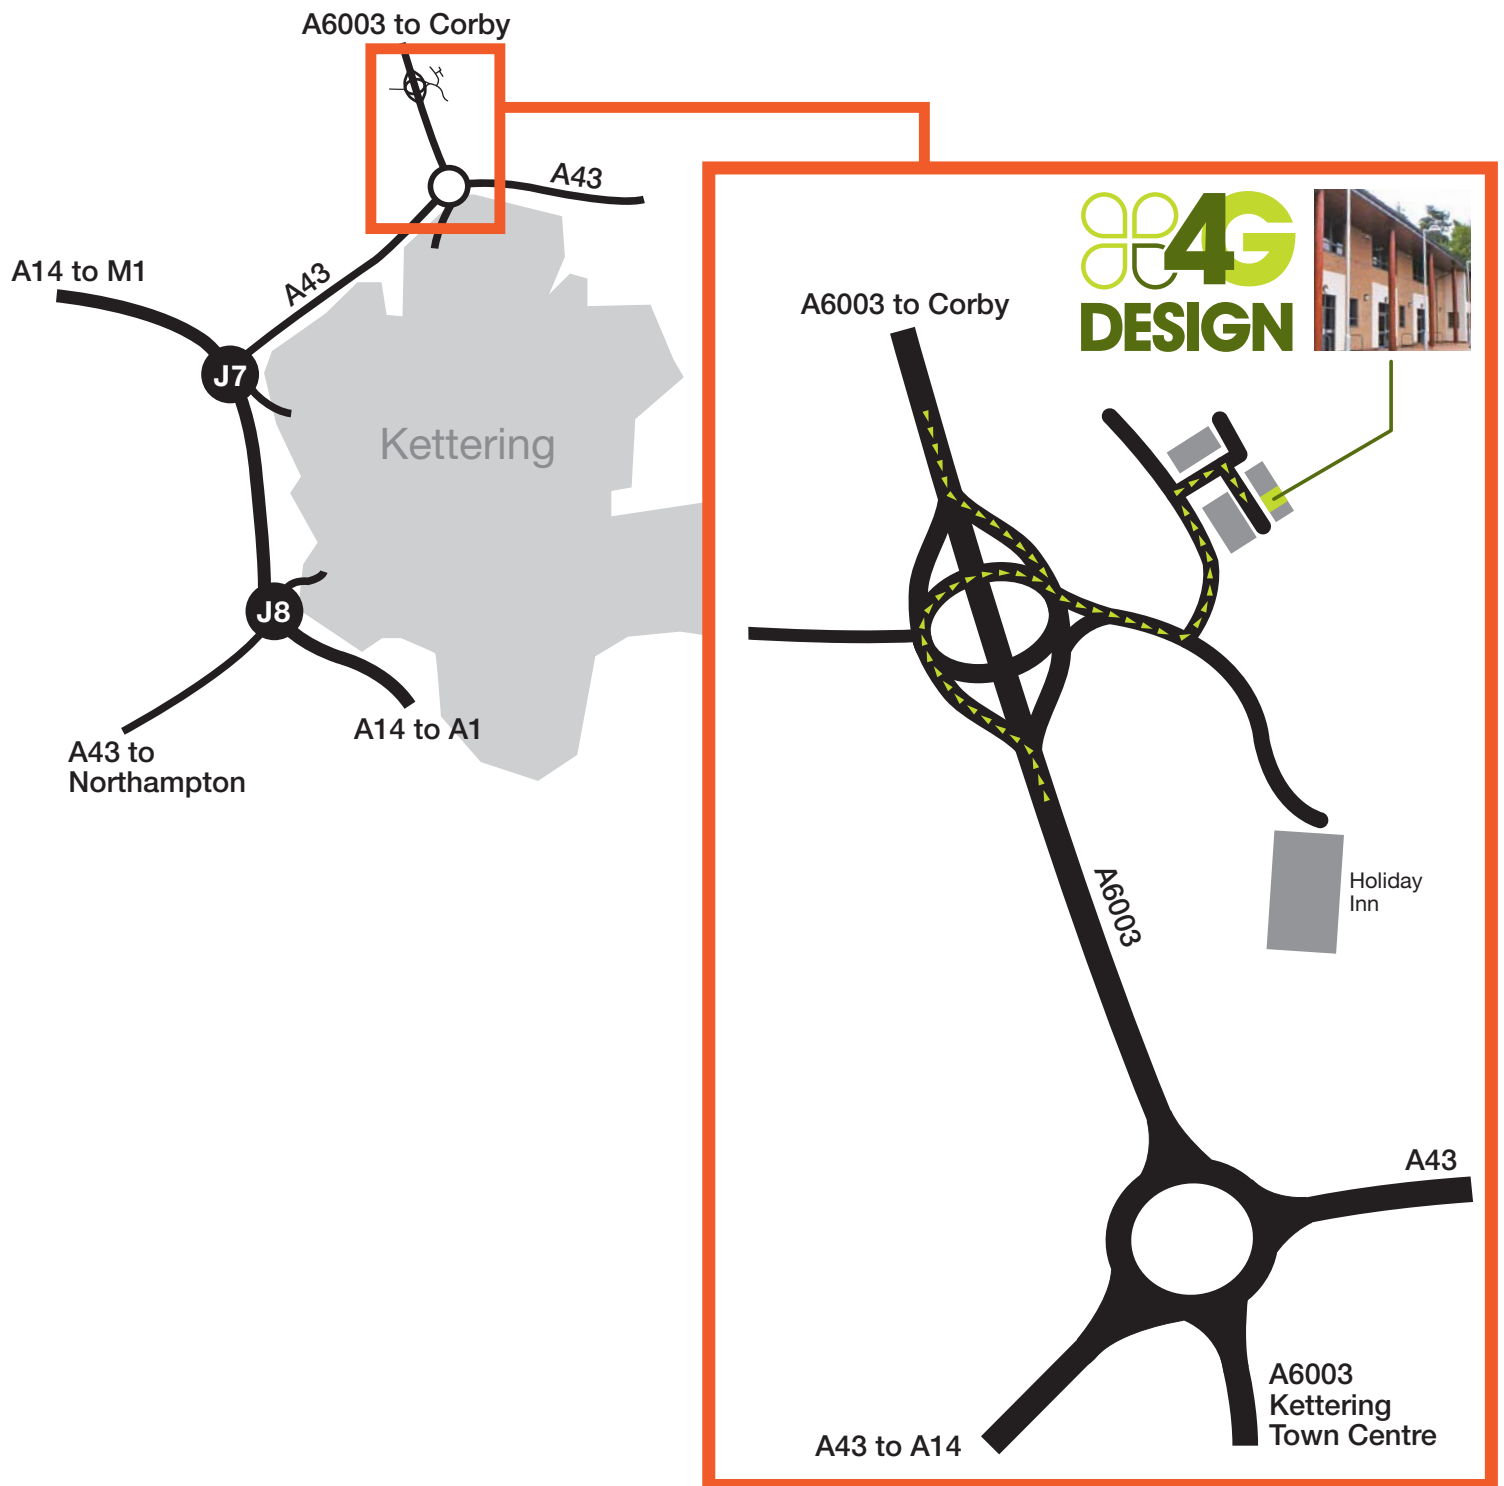 A6003 to Corby
A43
A14 to M1
A43
J7
Kettering
J8
A14 to A1
A43 to
Northampton
4G
DESIGN
A6003 to Corby
Holiday
Inn
A6003
A43
A6003
Kettering
Town Centre
A43 to A14